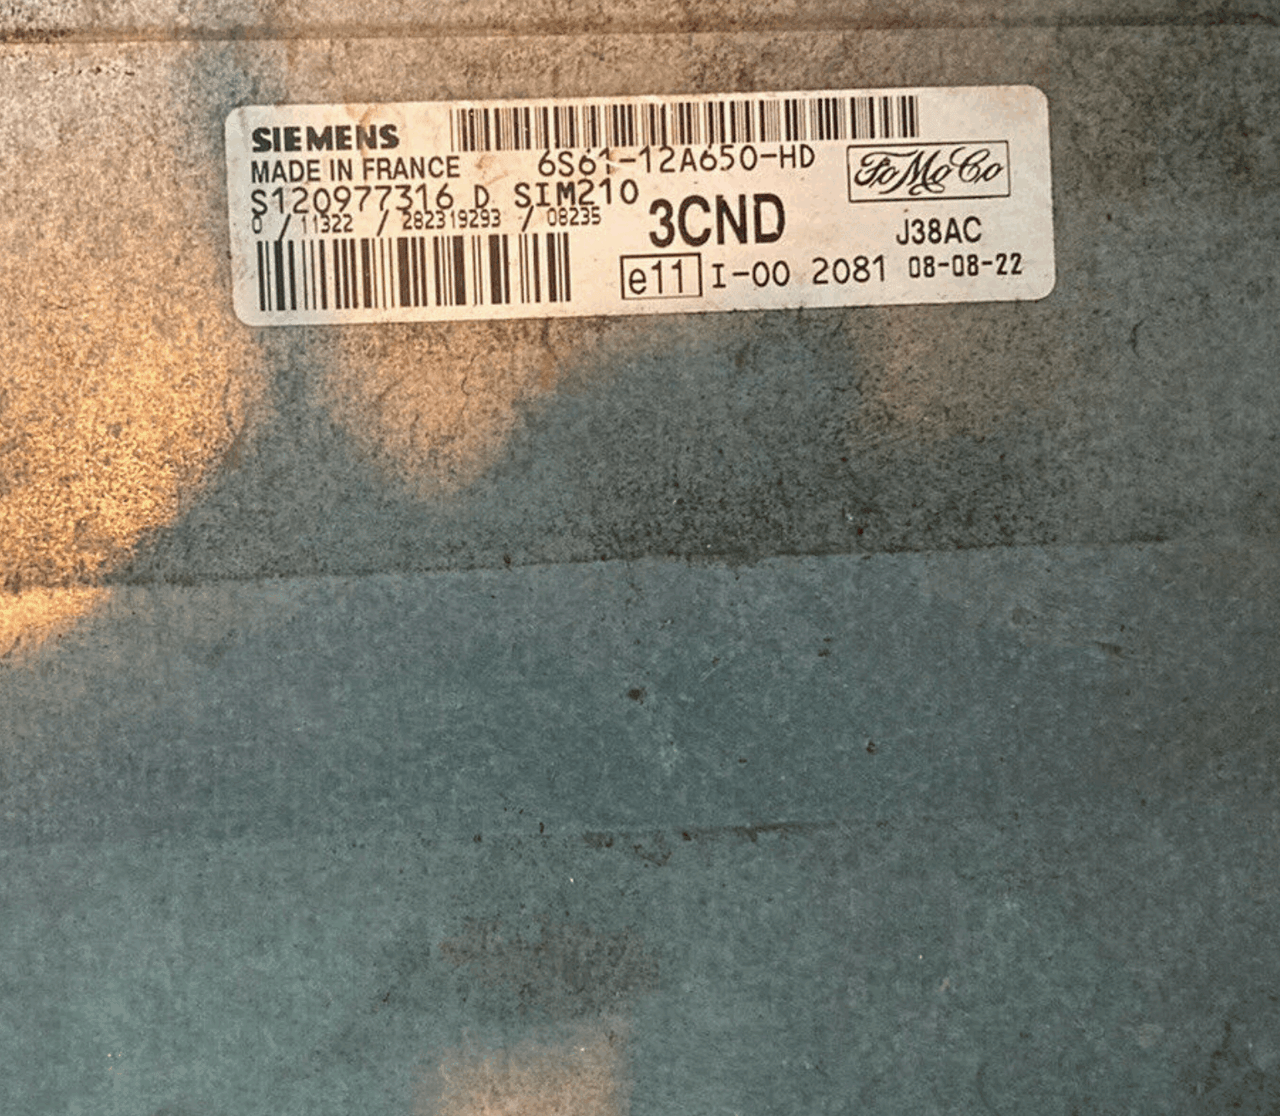 SIEMENS
MADE IN FRANCE 6S61-12A650-HD FoMoCo
S120977316 D SIM210
0 / 11322 / 282319293 / 08235
3CND J38AC
e11 I-00 2081 08-08-22